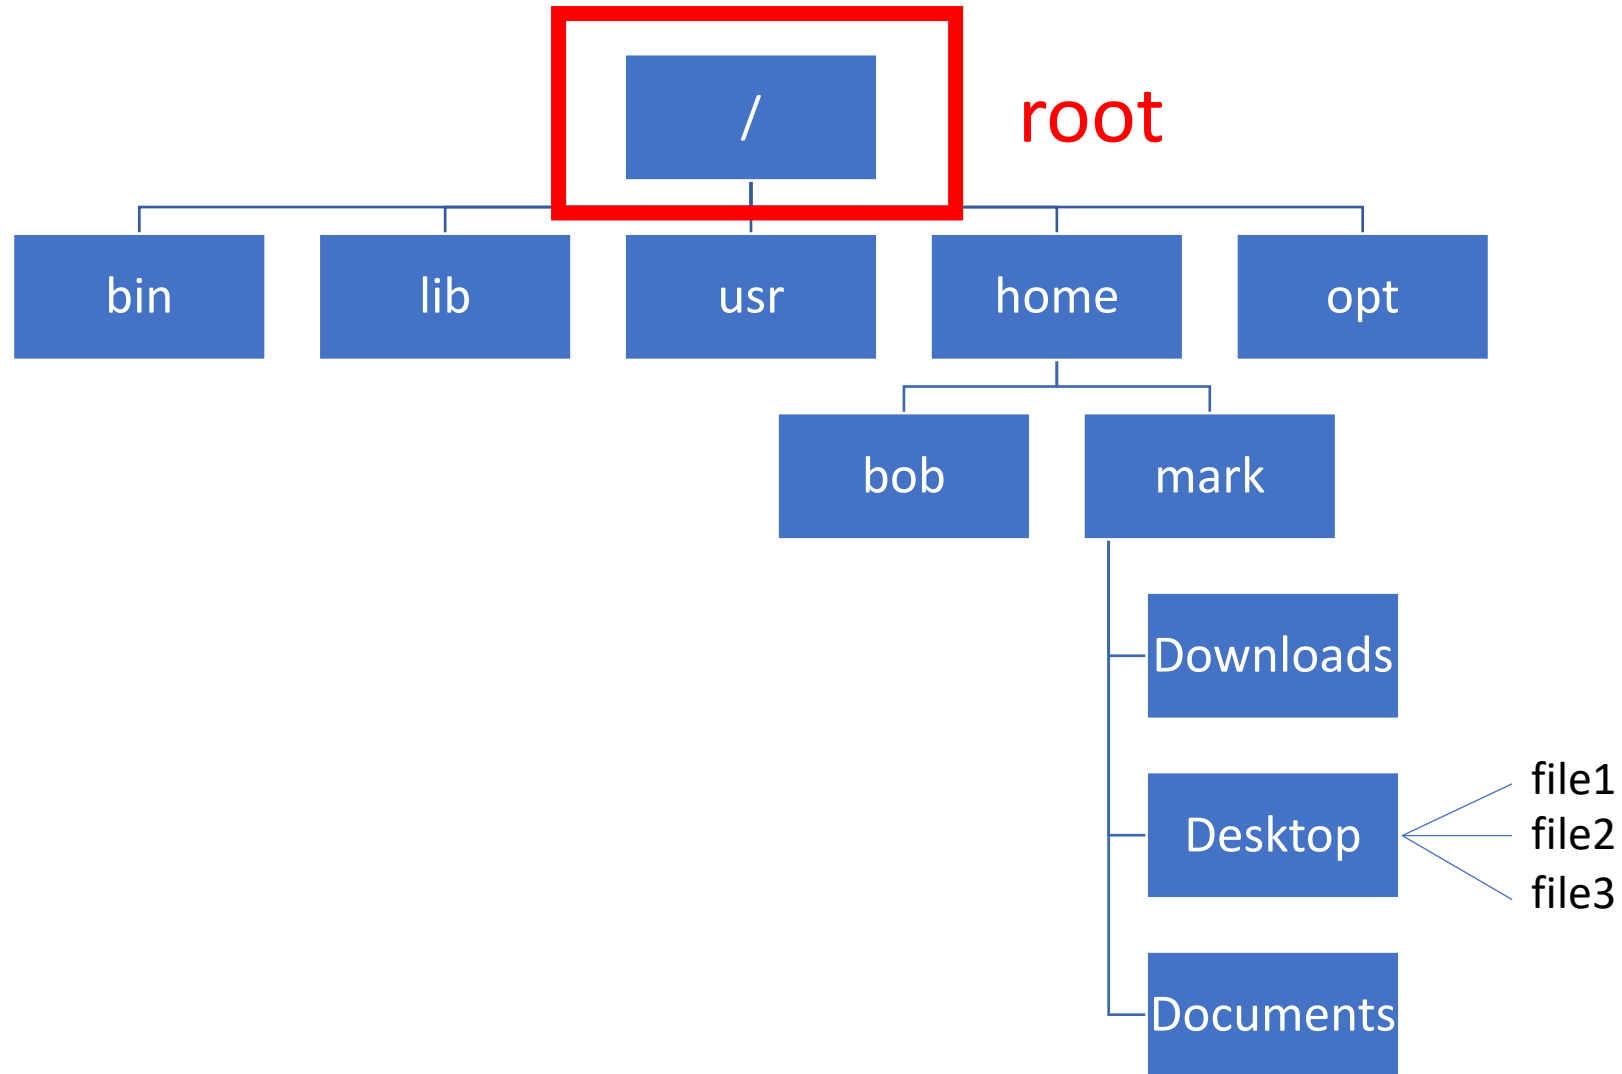 /
root
bin
lib
usr
home
opt
bob
mark
Downloads
Desktop
file1
file2
file3
Documents